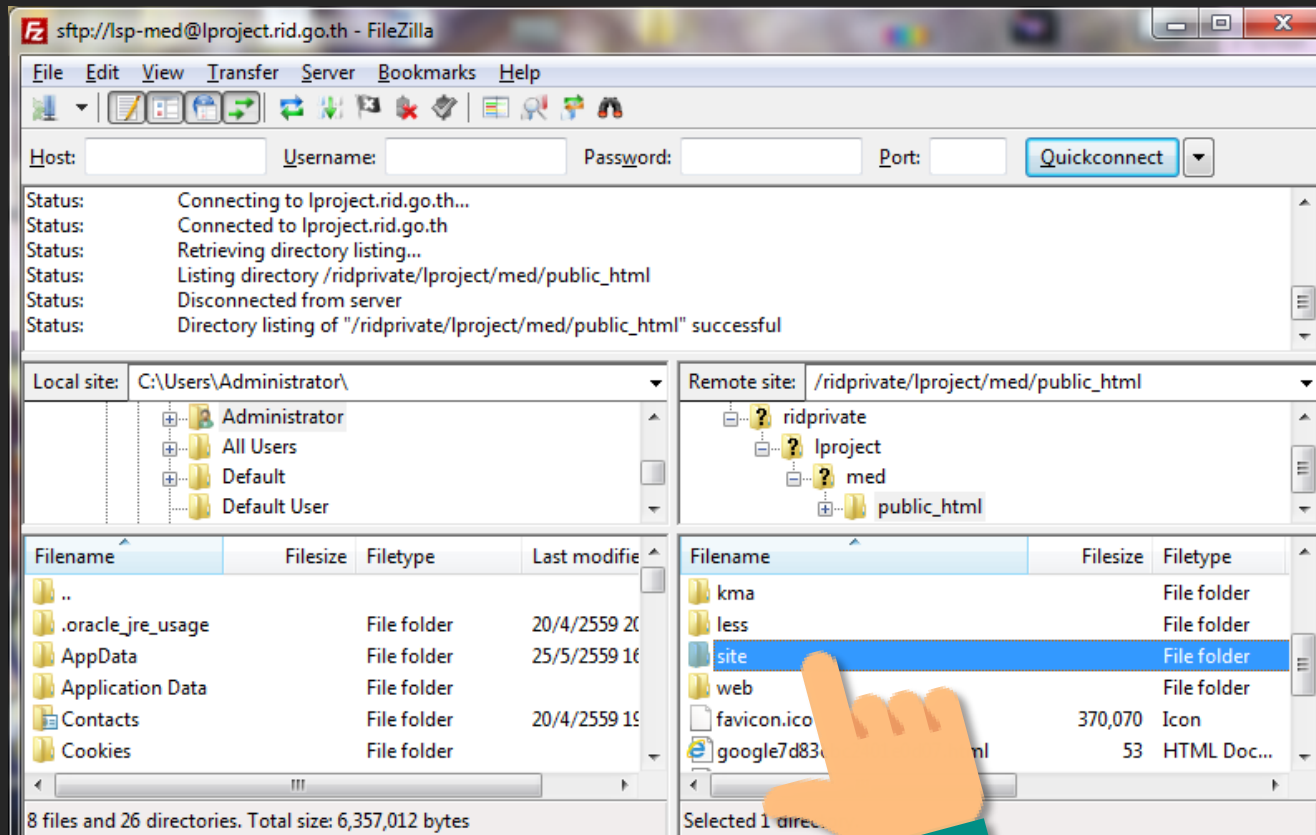 sftp://lsp-med@lproject.rid.go.th - FileZilla
File Edit View Transfer Server Bookmarks Help
Host: Username: Password: Port: Quickconnect
Status: Connecting to lproject.rid.go.th...
Status: Connected to lproject.rid.go.th
Status: Retrieving directory listing...
Status: Listing directory /ridprivate/lproject/med/public_html
Status: Disconnected from server
Status: Directory listing of "/ridprivate/lproject/med/public_html" successful
Local site: C:\Users\Administrator\
Administrator
All Users
Default
Default User
Remote site: /ridprivate/lproject/med/public_html
? ridprivate
? lproject
? med
public_html
Filename Filesize Filetype Last modifie
..
.oracle_jre_usage File folder 20/4/2559 20
AppData File folder 25/5/2559 16
Application Data File folder
Contacts File folder 20/4/2559 19
Cookies File folder
8 files and 26 directories. Total size: 6,357,012 bytes
Filename Filesize Filetype
kma File folder
less File folder
site File folder
web File folder
favicon.ico 370,070 Icon
google7d83 53 HTML Doc...
Selected 1